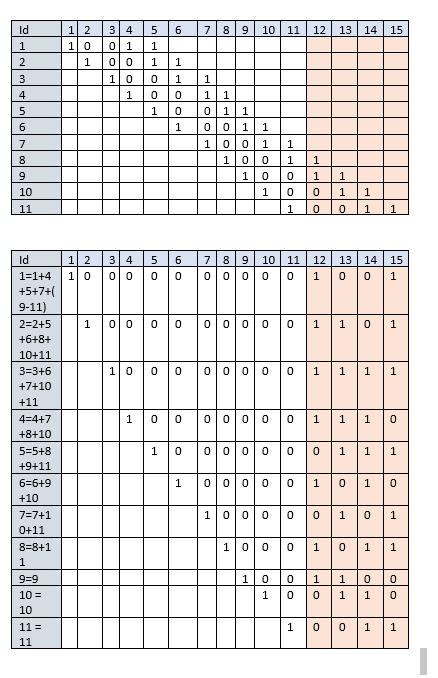 Id 1 2 3 4 5 6 7 8 9 10 11 12 13 14 15
1 1 0 0 1 1
2 1 0 0 1 1
3 1 0 0 1 1
4 1 0 0 1 1
5 1 0 0 1 1
6 1 0 0 1 1
7 1 0 0 1 1
8 1 0 0 1 1
9 1 0 0 1 1
10 1 0 0 1 1
11 1 0 0 1 1
Id 1 2 3 4 5 6 7 8 9 10 11 12 13 14 15
1=1+4 1 0 0 0 0 0 0 0 0 0 0 1 0 0 1
+5+7+(
9-11)
2=2+5 1 0 0 0 0 0 0 0 0 0 1 1 0 1
+6+8+
10+11
3=3+6 1 0 0 0 0 0 0 0 0 1 1 1 1
+7+10
+11
4=4+7 1 0 0 0 0 0 0 0 1 1 1 0
+8+10
5=5+8 1 0 0 0 0 0 0 0 1 1 1
+9+11
6=6+9 1 0 0 0 0 0 1 0 1 0
+10
7=7+1 1 0 0 0 0 0 1 0 1
0+11
8=8+1 1 0 0 0 1 0 1 1
1
9=9 1 0 0 1 1 0 0
10 = 1 0 0 1 1 0
10
11 = 1 0 0 1 1
11